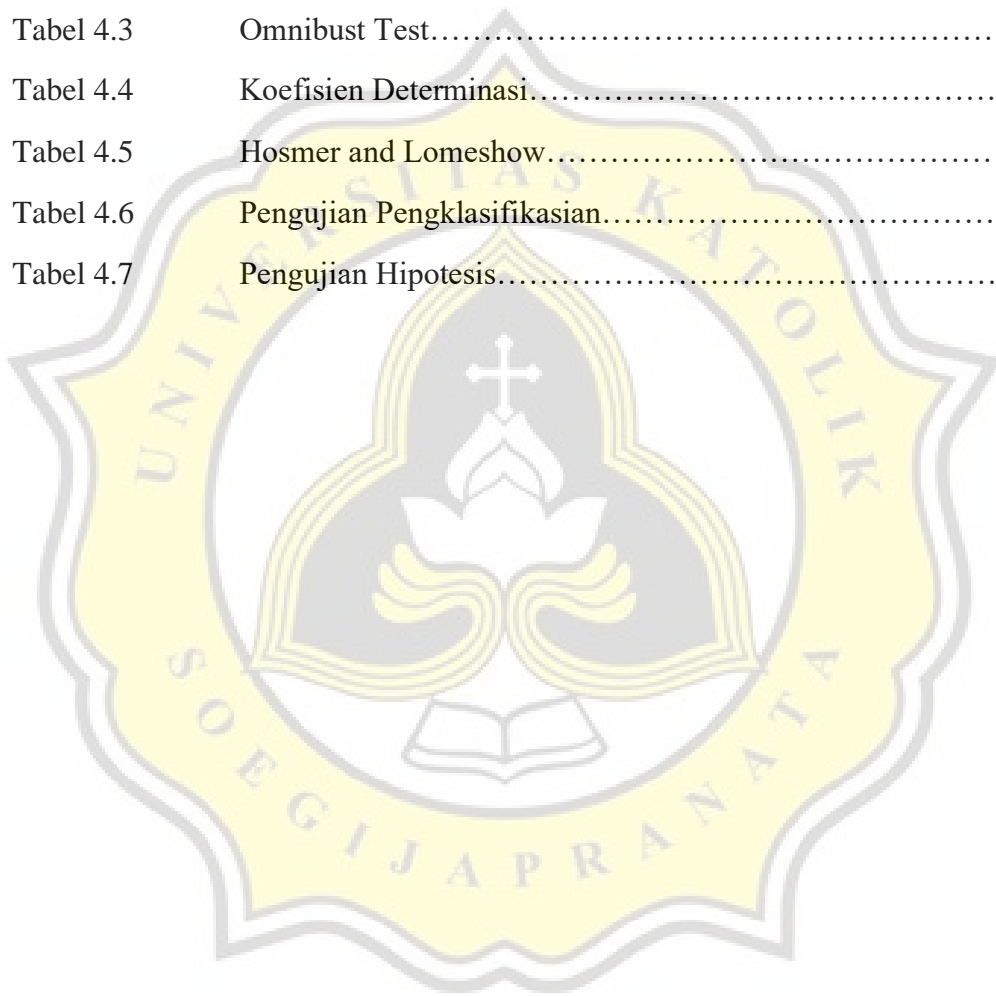 Tabel 4.3 Omnibust Test……………………………………………………
Tabel 4.4 Koefisien Determinasi……………………………………………
Tabel 4.5 Hosmer and Lomeshow…………………………………………
Tabel 4.6 Pengujian Pengklasifikasian……………………………………
Tabel 4.7 Pengujian Hipotesis………………………………………………
UNIVERSITAS KATOLIK
SOEGIJAPRANATA